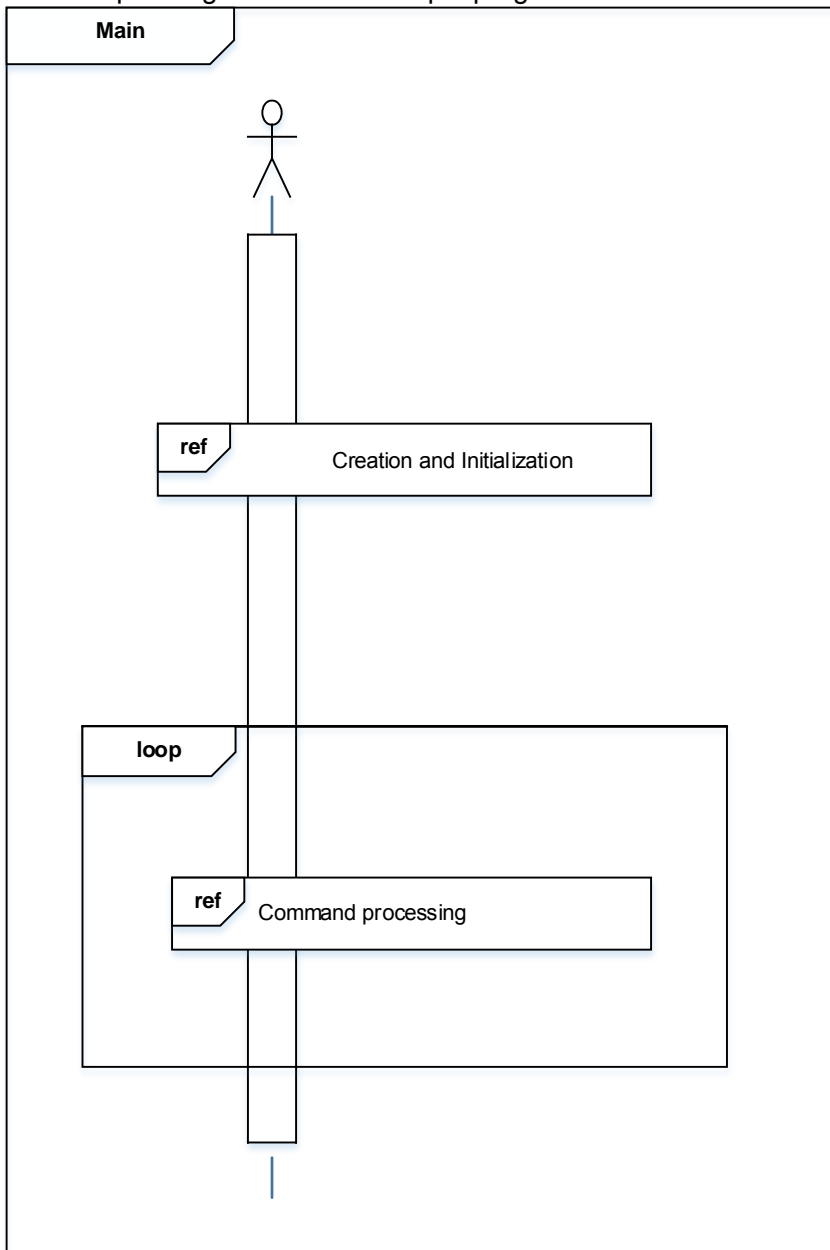 Main
ref
Creation and Initialization
loop
ref
Command processing